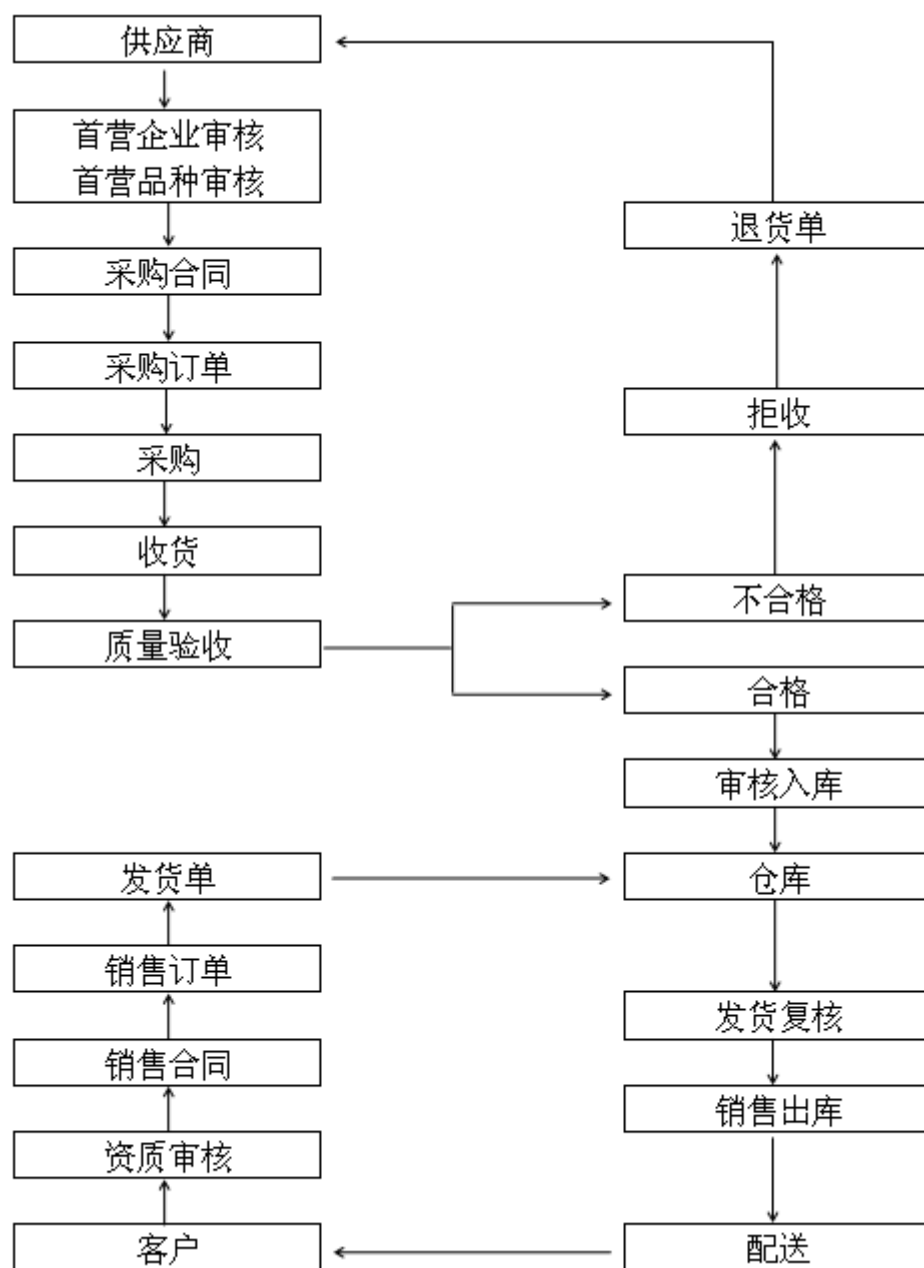 供应商
首营企业审核
首营品种审核
采购合同
采购订单
采购
收货
质量验收
退货单
拒收
不合格
合格
审核入库
仓库
发货复核
销售出库
配送
发货单
销售订单
销售合同
资质审核
客户